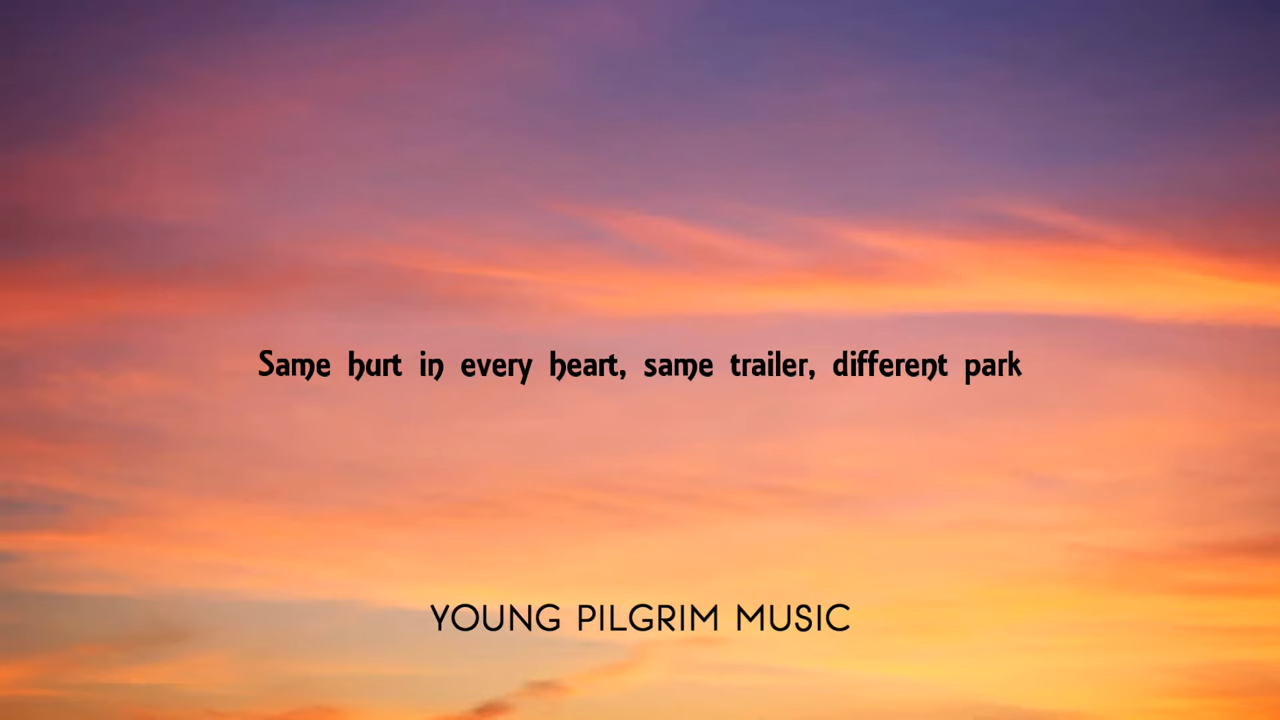 Same hurt in every heart, same trailer, different park
YOUNG PILGRIM MUSIC